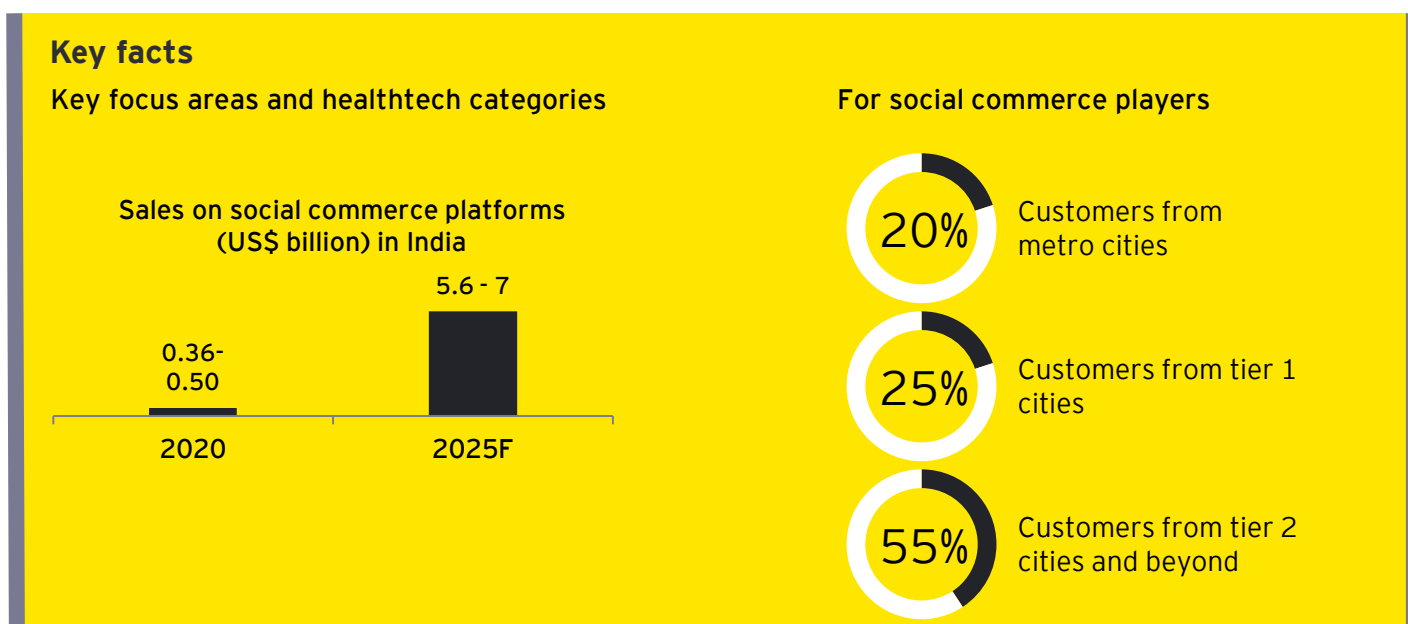 Key facts
Key focus areas and healthtech categories
Sales on social commerce platforms
(US$ billion) in India
5.6 - 7
0.36-
0.50
2020
2025F
For social commerce players
20%
Customers from
metro cities
25%
Customers from tier 1
cities
55%
Customers from tier 2
cities and beyond